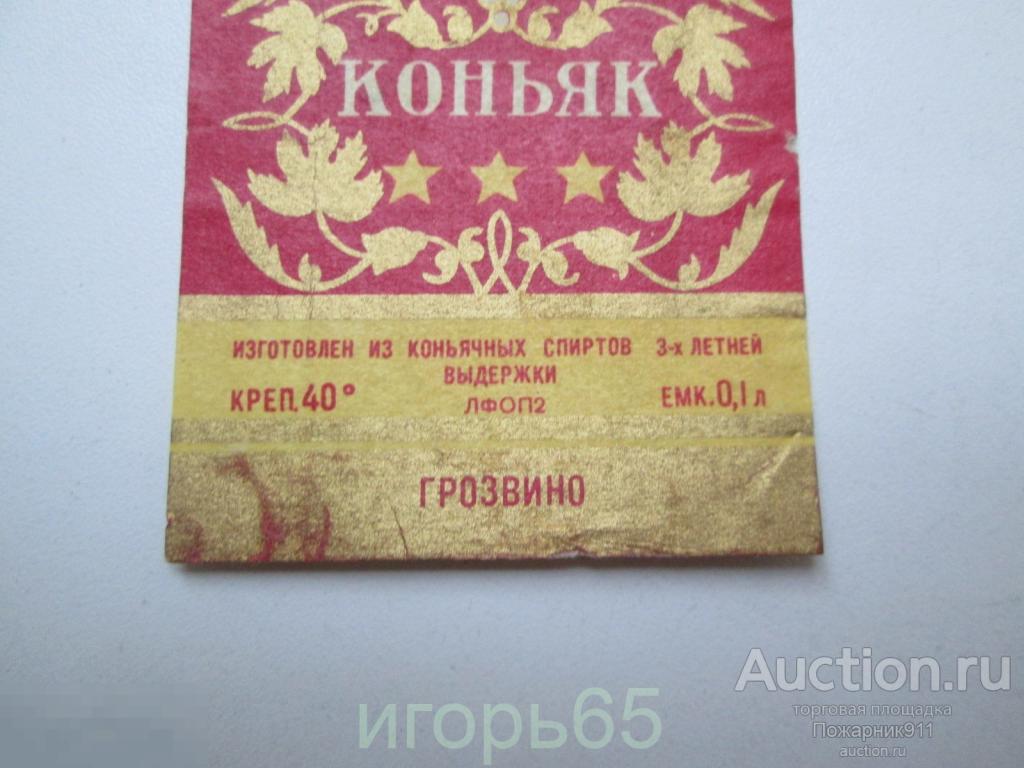 КОНЬЯК
ИЗГОТОВЛЕН ИЗ КОНЬЯЧНЫХ СПИРТОВ 3-х ЛЕТНЕЙ
ВЫДЕРЖКИ
КРЕП. 40° ЛФОП2 ЕМК. 0,1 л
ГРОЗВИНО
Auction.ru
торговая площадка
Пожарник911
auction.ru
игорь65